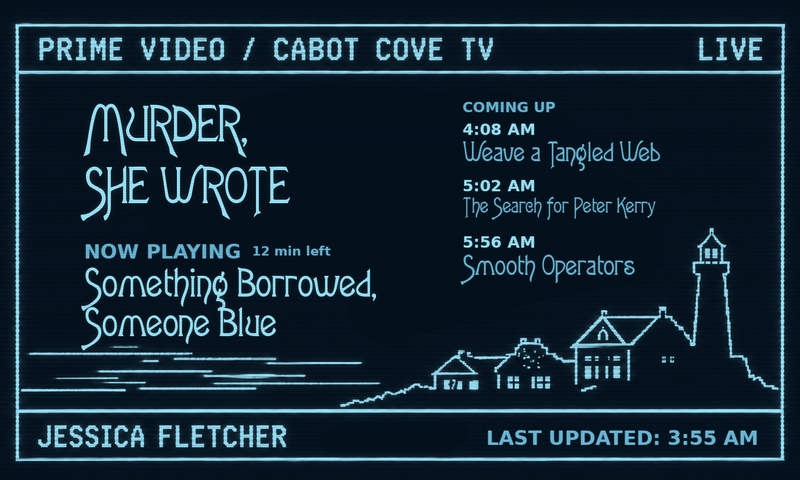 PRIME VIDEO / CABOT COVE TV
LIVE
MURDER,
SHE WROTE
NOW PLAYING 12 min left
Something Borrowed,
Someone Blue
COMING UP
4:08 AM
Weave a Tangled Web
5:02 AM
The Search for Peter Kerry
5:56 AM
Smooth Operators
JESSICA FLETCHER
LAST UPDATED: 3:55 AM